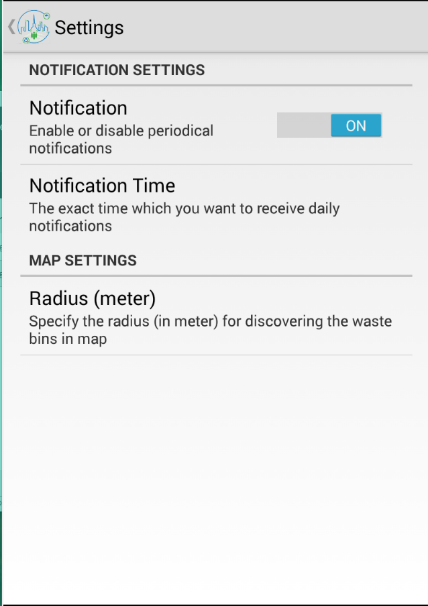 Settings
NOTIFICATION SETTINGS
Notification
Enable or disable periodical
notifications
ON
Notification Time
The exact time which you want to receive daily
notifications
MAP SETTINGS
Radius (meter)
Specify the radius (in meter) for discovering the waste
bins in map